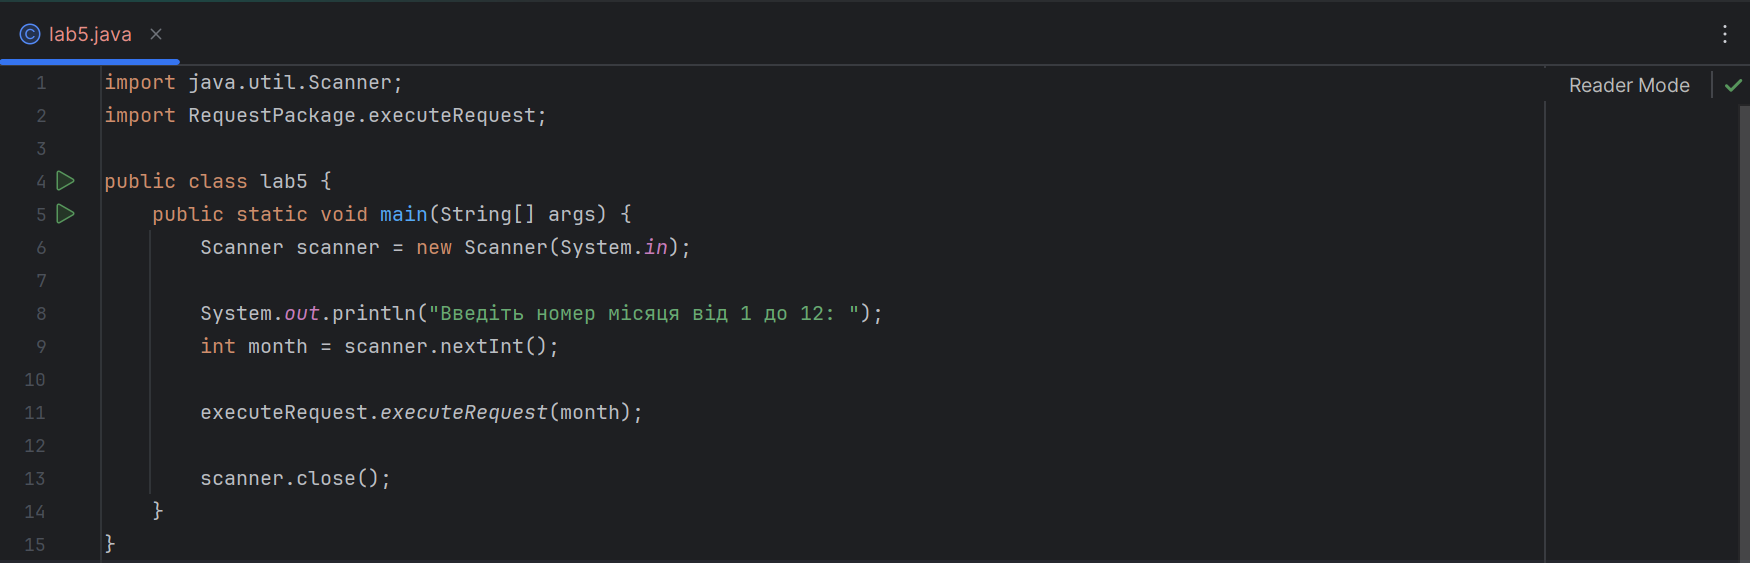 lab5.java
Reader Mode
1 import java.util.Scanner;
2 import RequestPackage.executeRequest;
3
4 public class lab5 {
5     public static void main(String[] args) {
6         Scanner scanner = new Scanner(System.in);
7
8         System.out.println("Введіть номер місяця від 1 до 12: ");
9         int month = scanner.nextInt();
10
11         executeRequest.executeRequest(month);
12
13         scanner.close();
14     }
15 }